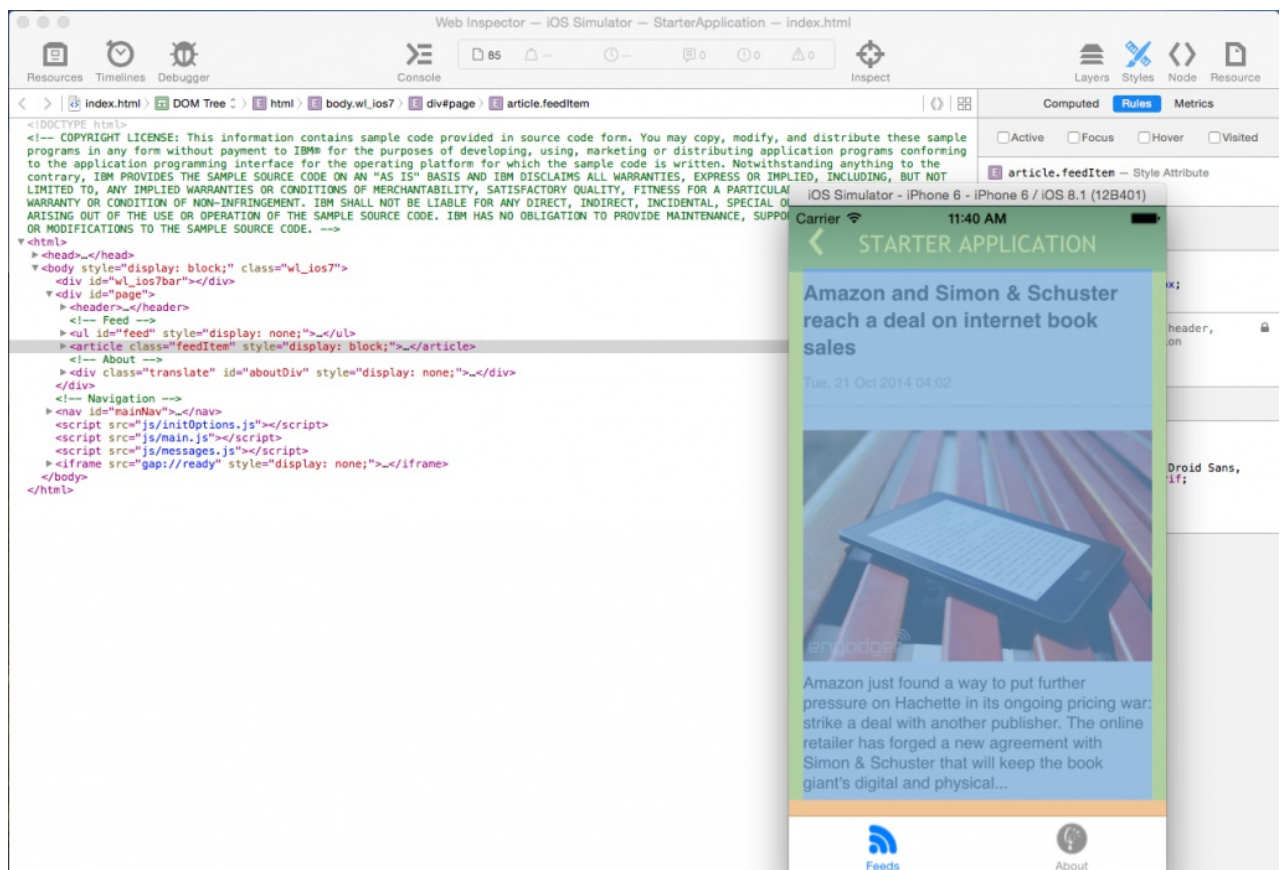 Web Inspector — iOS Simulator — StarterApplication — index.html
Resources Timelines Debugger Console 85 — — 0 0 0 Inspect Layers Styles Node Resource
index.html DOM Tree html body.wl_ios7 div#page article.feedItem
Computed Rules Metrics
Active Focus Hover Visited
article.feedItem — Style Attribute
<!DOCTYPE html>
<!-- COPYRIGHT LICENSE: This information contains sample code provided in source code form. You may copy, modify, and distribute these sample
programs in any form without payment to IBM® for the purposes of developing, using, marketing or distributing application programs conforming
to the application programming interface for the operating platform for which the sample code is written. Notwithstanding anything to the
contrary, IBM PROVIDES THE SAMPLE SOURCE CODE ON AN "AS IS" BASIS AND IBM DISCLAIMS ALL WARRANTIES, EXPRESS OR IMPLIED, INCLUDING, BUT NOT
LIMITED TO, ANY IMPLIED WARRANTIES OR CONDITIONS OF MERCHANTABILITY, SATISFACTORY QUALITY, FITNESS FOR A PARTICULA
WARRANTY OR CONDITION OF NON-INFRINGEMENT. IBM SHALL NOT BE LIABLE FOR ANY DIRECT, INDIRECT, INCIDENTAL, SPECIAL O
ARISING OUT OF THE USE OR OPERATION OF THE SAMPLE SOURCE CODE. IBM HAS NO OBLIGATION TO PROVIDE MAINTENANCE, SUPPO
OR MODIFICATIONS TO THE SAMPLE SOURCE CODE. -->
<html>
<head>…</head>
<body style="display: block;" class="wl_ios7">
<div id="wl_ios7bar"></div>
<div id="page">
<header>…</header>
<!-- Feed -->
<ul id="feed" style="display: none;">…</ul>
<article class="feedItem" style="display: block;">…</article>
<!-- About -->
<div class="translate" id="aboutDiv" style="display: none;">…</div>
</div>
<!-- Navigation -->
<nav id="mainNav">…</nav>
<script src="js/initOptions.js"></script>
<script src="js/main.js"></script>
<script src="js/messages.js"></script>
<iframe src="gap://ready" style="display: none;">…</iframe>
</body>
</html>
iOS Simulator - iPhone 6 - iPhone 6 / iOS 8.1 (12B401)
Carrier 11:40 AM
STARTER APPLICATION
Amazon and Simon & Schuster
reach a deal on internet book
sales
Tue, 21 Oct 2014 04:02
engadget
Amazon just found a way to put further
pressure on Hachette in its ongoing pricing war:
strike a deal with another publisher. The online
retailer has forged a new agreement with
Simon & Schuster that will keep the book
giant's digital and physical...
Feeds About
x;
header,
on
Droid Sans,
if;